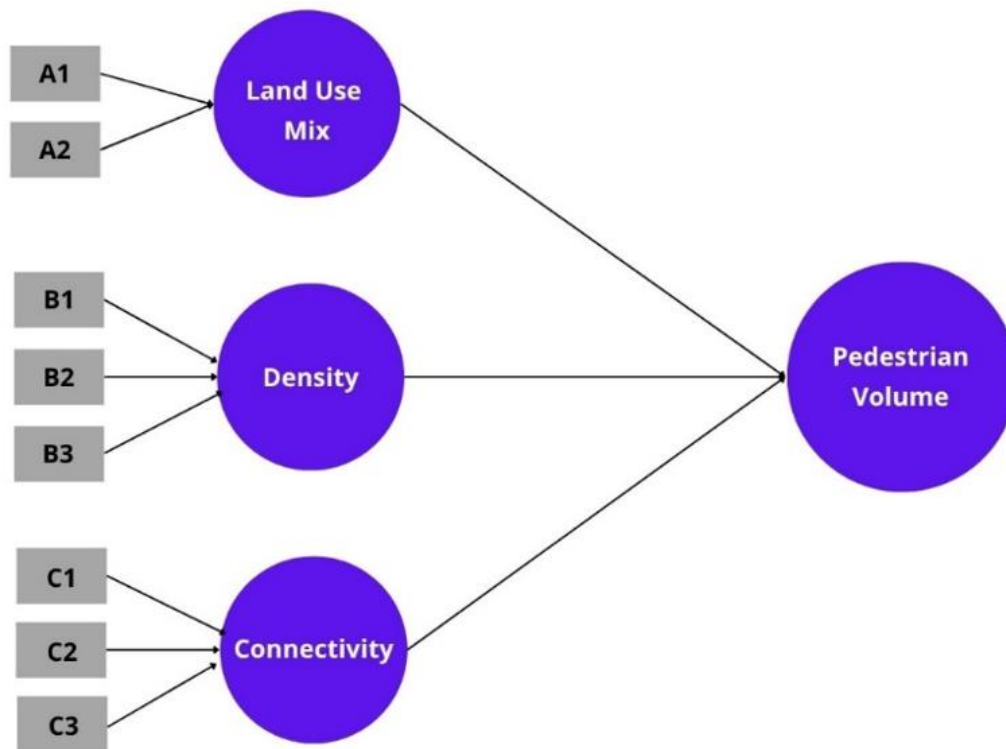 A1
A2
Land Use
Mix
B1
B2
B3
Density
C1
C2
C3
Connectivity
Pedestrian
Volume